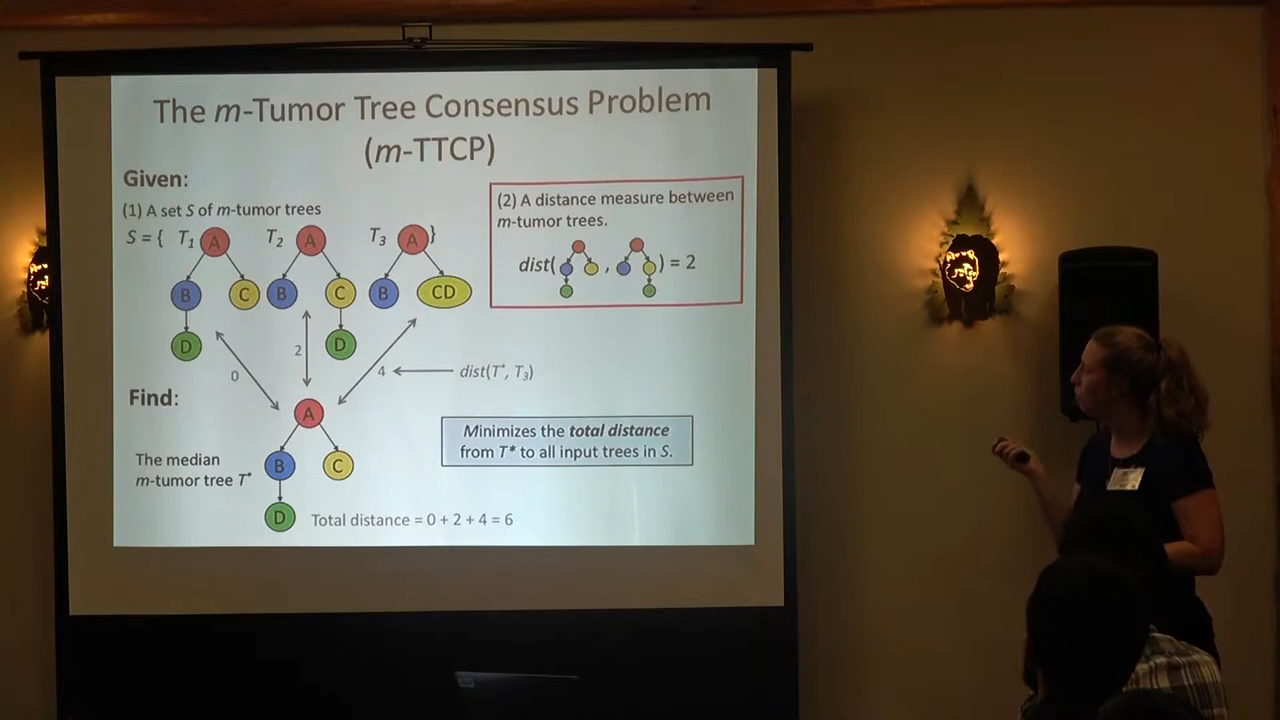 The m-Tumor Tree Consensus Problem
(m-TTCP)
Given:
(1) A set S of m-tumor trees
S = { T1 A T2 A T3 A }
B C B C B CD
D D
(2) A distance measure between
m-tumor trees.
dist( , ) = 2
0 2 4 dist(T*, T3)
Find:
A
The median
m-tumor tree T*
B C
D
Total distance = 0 + 2 + 4 = 6
Minimizes the total distance
from T* to all input trees in S.